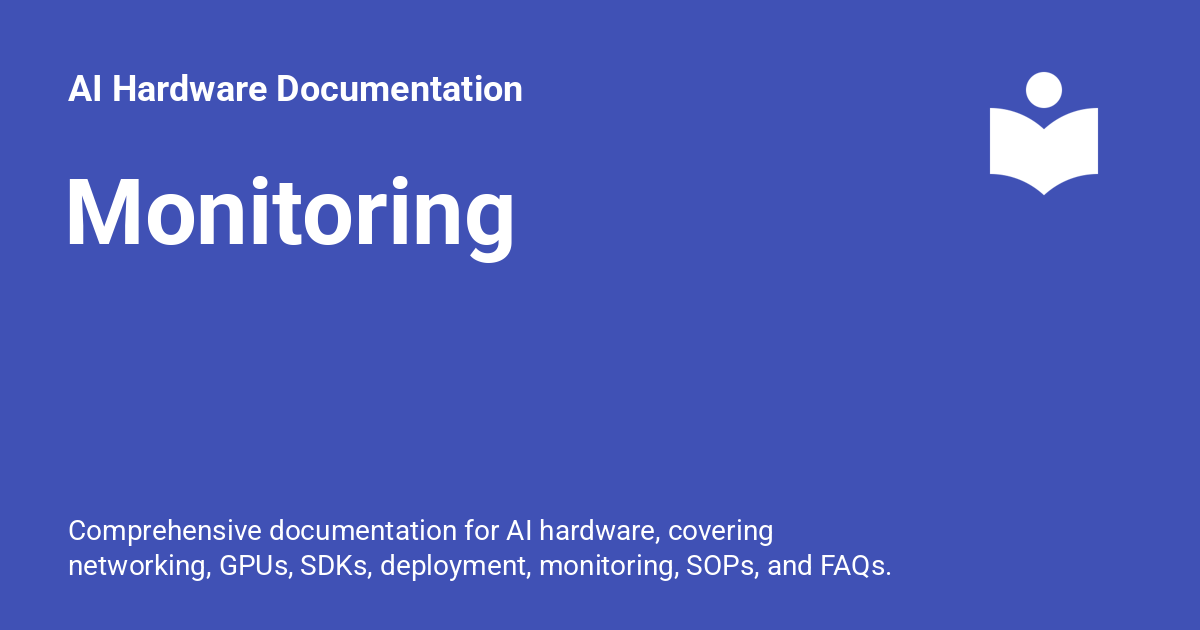 AI Hardware Documentation
Monitoring
Comprehensive documentation for AI hardware, covering
networking, GPUs, SDKs, deployment, monitoring, SOPs, and FAQs.